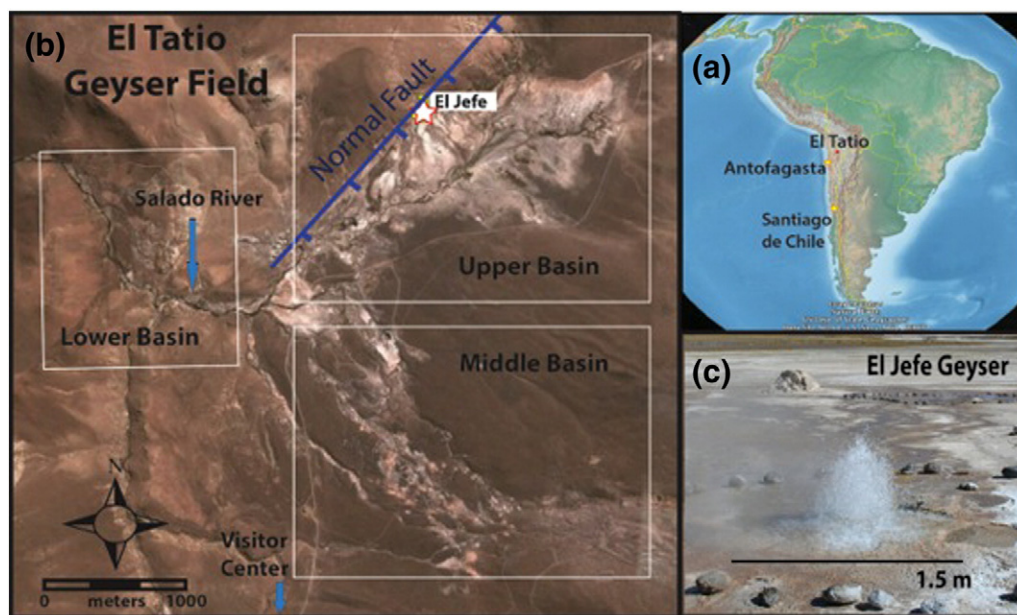 (b)
El Tatio
Geyser Field
Normal Fault
El Jefe
Salado River
Upper Basin
Lower Basin
Middle Basin
N
Visitor
Center
0 meters 1000
(a)
El Tatio
Antofagasta
Santiago
de Chile
(c)
El Jefe Geyser
1.5 m